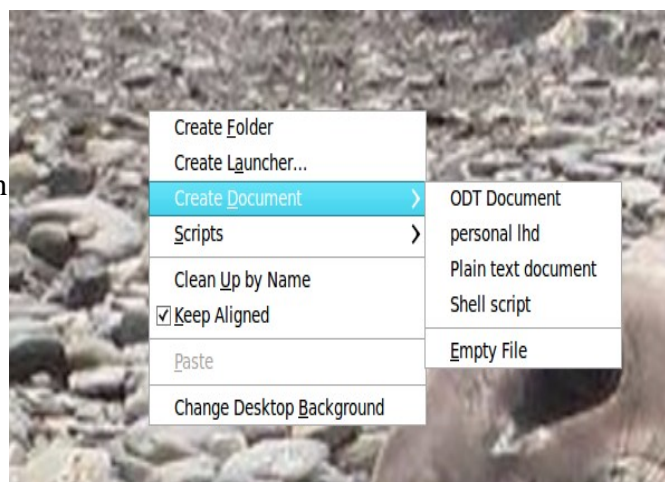 n
Create Folder
Create Launcher...
Create Document
Scripts
Clean Up by Name
Keep Aligned
Paste
Change Desktop Background
ODT Document
personal lhd
Plain text document
Shell script
Empty File